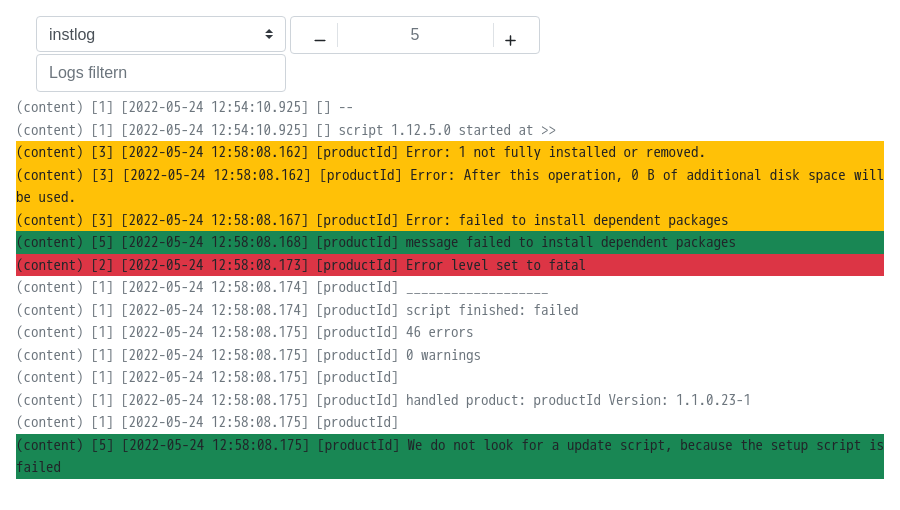 instlog
– 5 +
Logs filtern
(content) [1] [2022-05-24 12:54:10.925] [] --
(content) [1] [2022-05-24 12:54:10.925] [] script 1.12.5.0 started at >>
(content) [3] [2022-05-24 12:58:08.162] [productId] Error: 1 not fully installed or removed.
(content) [3] [2022-05-24 12:58:08.162] [productId] Error: After this operation, 0 B of additional disk space will
be used.
(content) [3] [2022-05-24 12:58:08.167] [productId] Error: failed to install dependent packages
(content) [5] [2022-05-24 12:58:08.168] [productId] message failed to install dependent packages
(content) [2] [2022-05-24 12:58:08.173] [productId] Error level set to fatal
(content) [1] [2022-05-24 12:58:08.174] [productId] ___________________
(content) [1] [2022-05-24 12:58:08.174] [productId] script finished: failed
(content) [1] [2022-05-24 12:58:08.175] [productId] 46 errors
(content) [1] [2022-05-24 12:58:08.175] [productId] 0 warnings
(content) [1] [2022-05-24 12:58:08.175] [productId]
(content) [1] [2022-05-24 12:58:08.175] [productId] handled product: productId Version: 1.1.0.23-1
(content) [1] [2022-05-24 12:58:08.175] [productId]
(content) [5] [2022-05-24 12:58:08.175] [productId] We do not look for a update script, because the setup script is
failed